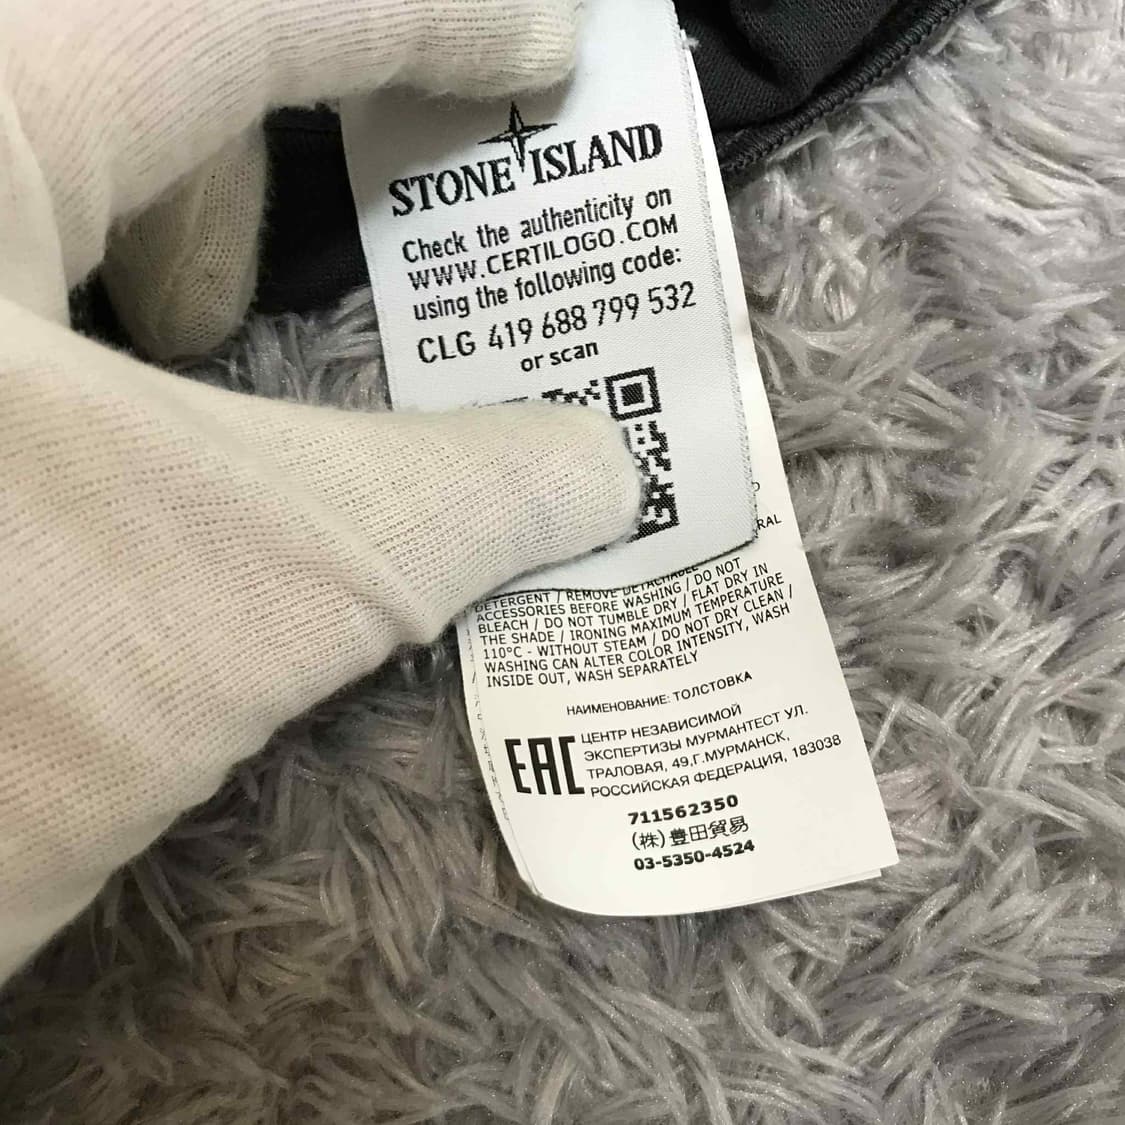 STONE ISLAND
Check the authenticity on
WWW.CERTILOGO.COM
using the following code:
CLG 419 688 799 532
or scan
RAL
DETERGENT / REMOVE DETACHABLE
ACCESSORIES BEFORE WASHING / DO NOT
BLEACH / DO NOT TUMBLE DRY / FLAT DRY IN
THE SHADE / IRONING MAXIMUM TEMPERATURE
110°C - WITHOUT STEAM / DO NOT DRY CLEAN /
WASHING CAN ALTER COLOR INTENSITY, WASH
INSIDE OUT, WASH SEPARATELY
НАИМЕНОВАНИЕ: ТОЛСТОВКА
EAC
ЦЕНТР НЕЗАВИСИМОЙ
ЭКСПЕРТИЗЫ МУРМАНТЕСТ УЛ.
ТРАЛОВАЯ, 49,Г.МУРМАНСК,
РОССИЙСКАЯ ФЕДЕРАЦИЯ, 183038
711562350
(株)豊田貿易
03-5350-4524